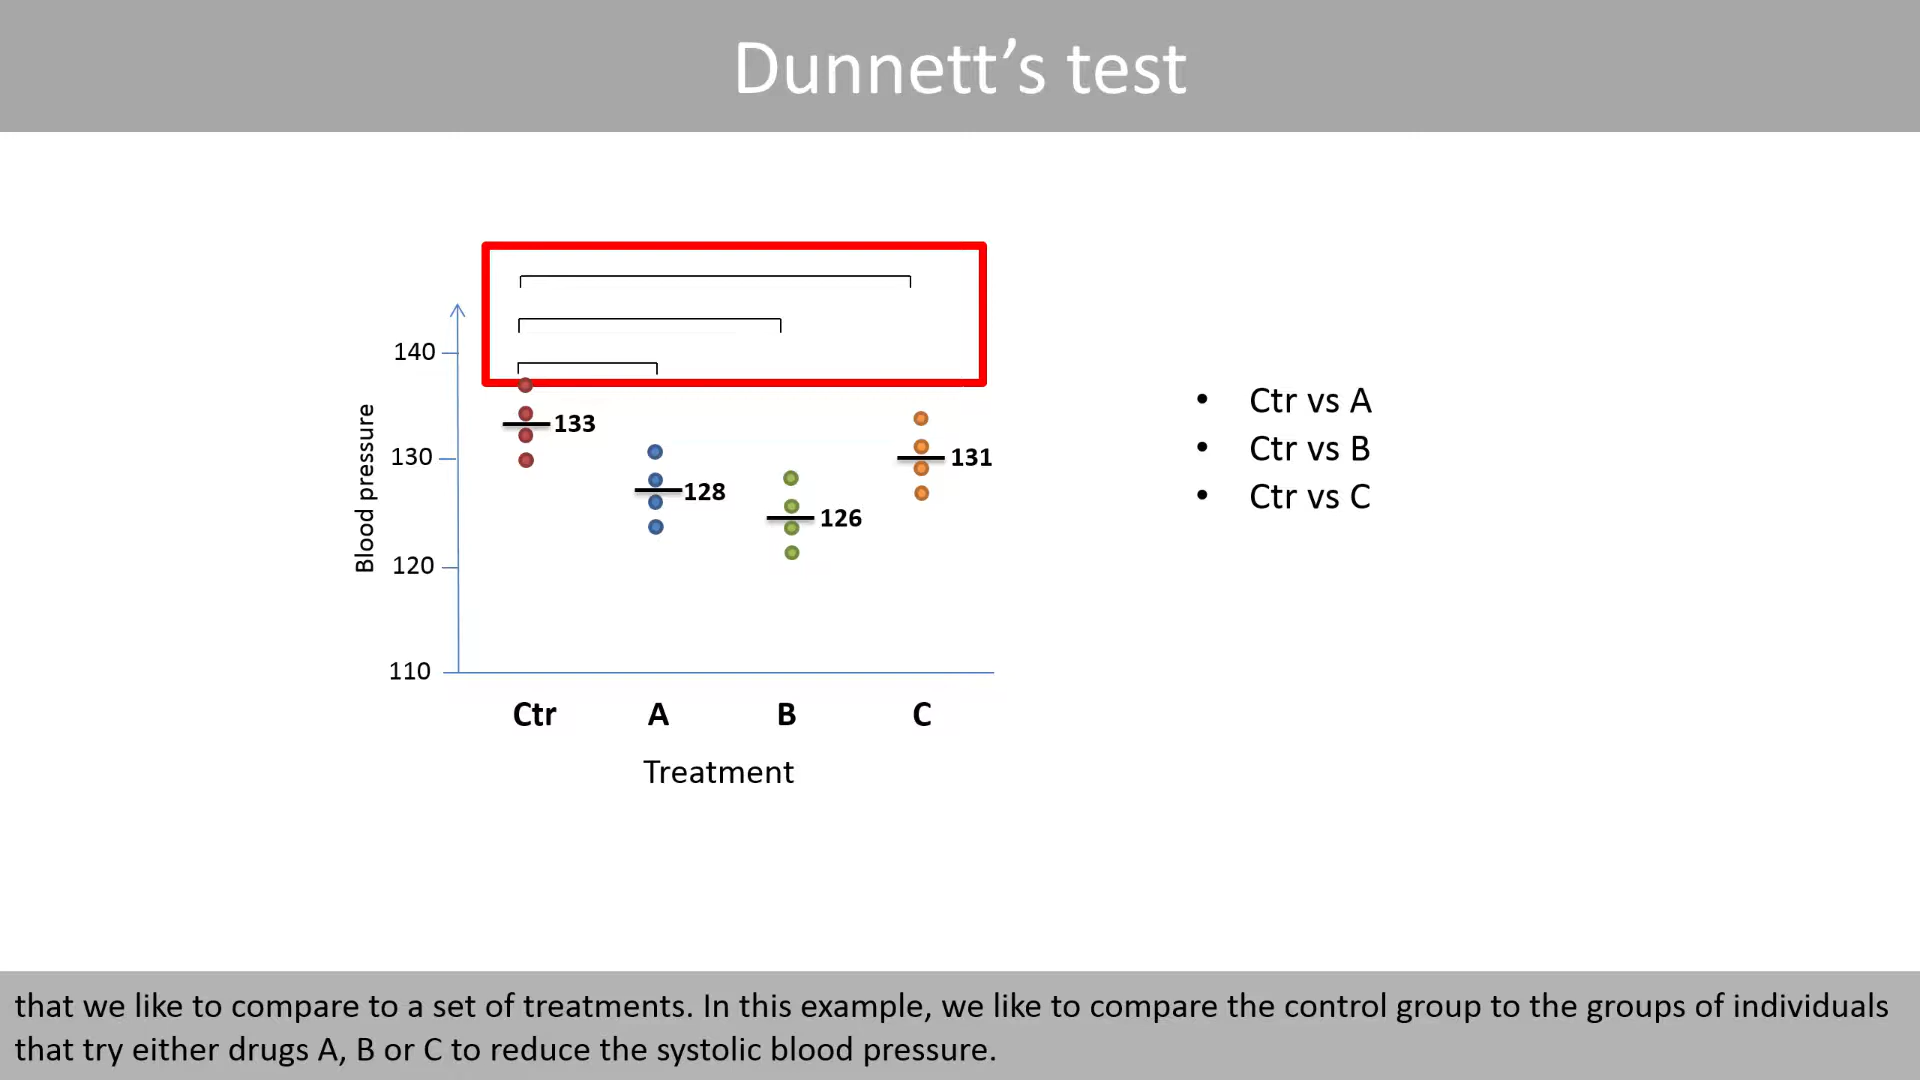 Dunnett’s test
140
130
120
110
Blood pressure
133
128
126
131
Ctr A B C
Treatment
• Ctr vs A
• Ctr vs B
• Ctr vs C
that we like to compare to a set of treatments. In this example, we like to compare the control group to the groups of individuals
that try either drugs A, B or C to reduce the systolic blood pressure.